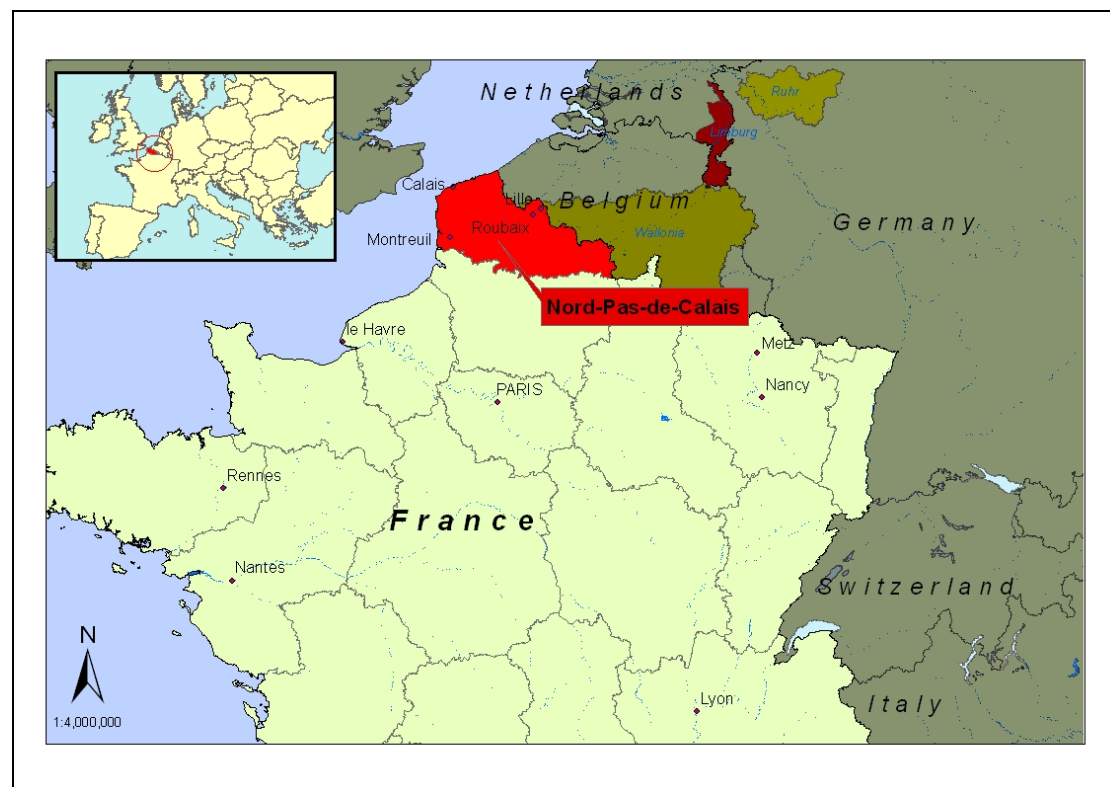 Netherlands
Ruhr
Limburg
Calais
Lille
Belgium
Roubaix
Montreuil
Wallonia
Germany
Nord-Pas-de-Calais
le Havre
Metz
PARIS
Nancy
Rennes
France
Nantes
Switzerland
N
Lyon
Italy
1:4,000,000